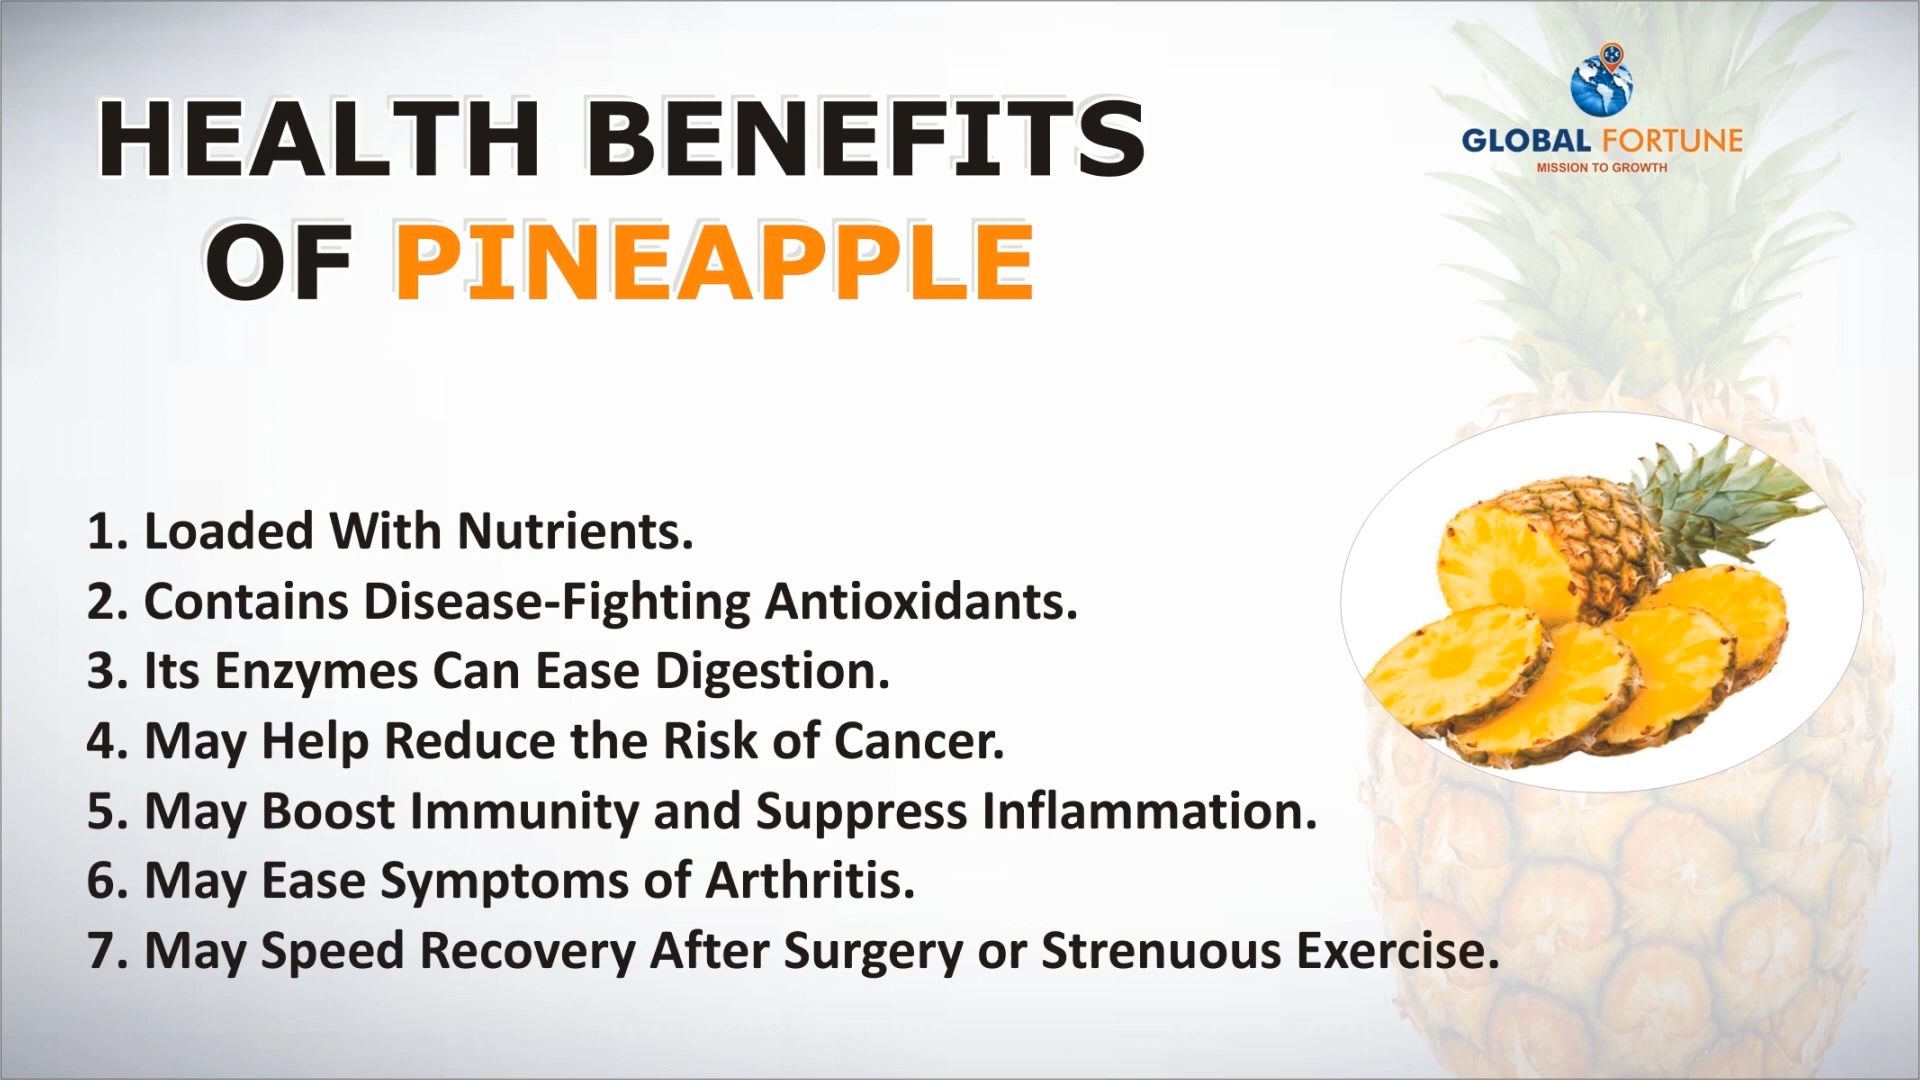 HEALTH BENEFITS
OF PINEAPPLE
GLOBAL FORTUNE
MISSION TO GROWTH
1. Loaded With Nutrients.
2. Contains Disease-Fighting Antioxidants.
3. Its Enzymes Can Ease Digestion.
4. May Help Reduce the Risk of Cancer.
5. May Boost Immunity and Suppress Inflammation.
6. May Ease Symptoms of Arthritis.
7. May Speed Recovery After Surgery or Strenuous Exercise.